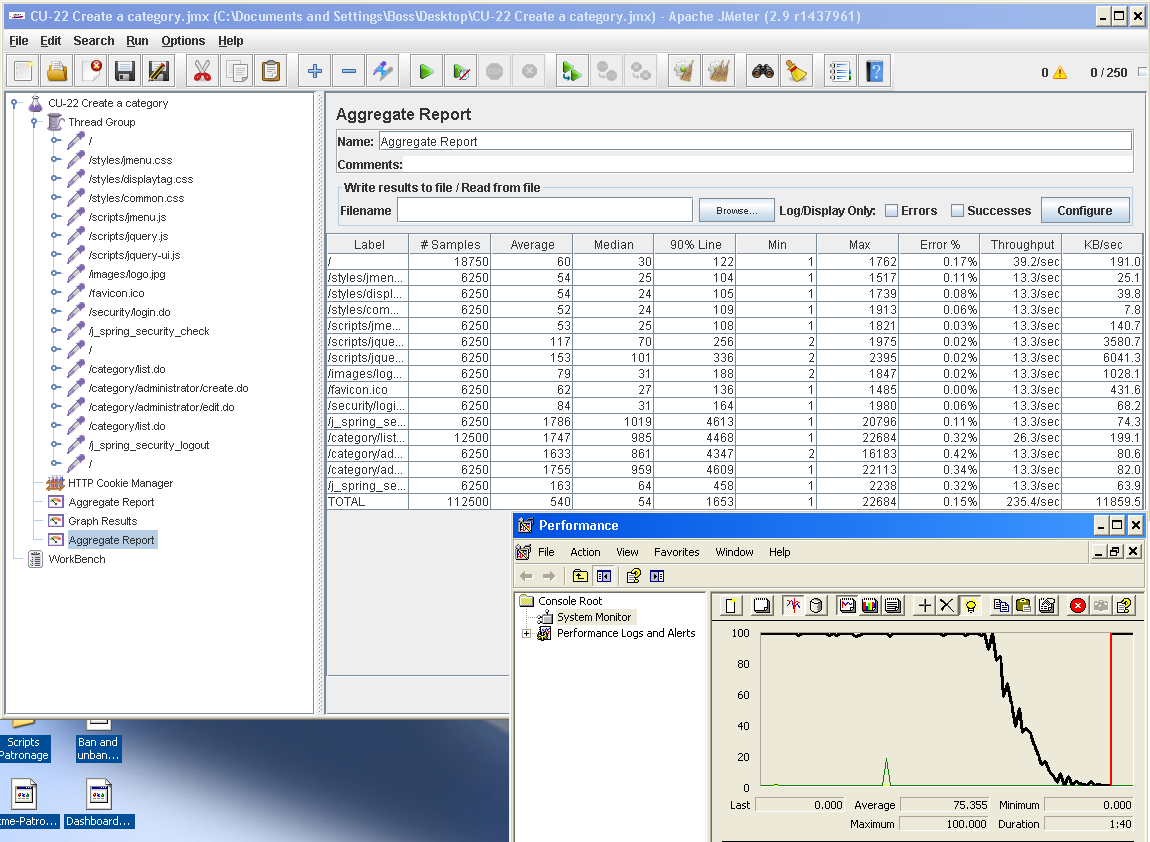 CU-22 Create a category.jmx (C:\Documents and Settings\Boss\Desktop\CU-22 Create a category.jmx) - Apache JMeter (2.9 r1437961)
File Edit Search Run Options Help
0 0 / 250
CU-22 Create a category
Thread Group
/
/styles/jmenu.css
/styles/displaytag.css
/styles/common.css
/scripts/jmenu.js
/scripts/jquery.js
/scripts/jquery-ui.js
/images/logo.jpg
/favicon.ico
/security/login.do
/j_spring_security_check
/
/category/list.do
/category/administrator/create.do
/category/administrator/edit.do
/category/list.do
/j_spring_security_logout
/
HTTP Cookie Manager
Aggregate Report
Graph Results
Aggregate Report
WorkBench
Aggregate Report
Name: Aggregate Report
Comments:
Write results to file / Read from file
Filename Browse... Log/Display Only: Errors Successes Configure
Label # Samples Average Median 90% Line Min Max Error % Throughput KB/sec
/ 18750 60 30 122 1 1762 0.17% 39.2/sec 191.0
/styles/jmen... 6250 54 25 104 1 1517 0.11% 13.3/sec 25.1
/styles/displ... 6250 54 24 105 1 1739 0.08% 13.3/sec 39.8
/styles/com... 6250 52 24 109 1 1913 0.06% 13.3/sec 7.8
/scripts/jme... 6250 53 25 108 1 1821 0.03% 13.3/sec 140.7
/scripts/jque... 6250 117 70 256 2 1975 0.02% 13.3/sec 3580.7
/scripts/jque... 6250 153 101 336 2 2395 0.02% 13.3/sec 6041.3
/images/log... 6250 79 31 188 2 1847 0.02% 13.3/sec 1028.1
/favicon.ico 6250 62 27 136 1 1485 0.00% 13.3/sec 431.6
/security/logi... 6250 84 31 164 1 1980 0.06% 13.3/sec 68.2
/j_spring_se... 6250 1786 1019 4613 1 20796 0.11% 13.3/sec 74.3
/category/list... 12500 1747 985 4468 1 22684 0.32% 26.3/sec 199.1
/category/ad... 6250 1633 861 4347 2 16183 0.42% 13.3/sec 80.6
/category/ad... 6250 1755 959 4609 1 22113 0.34% 13.3/sec 82.0
/j_spring_se... 6250 163 64 458 1 2238 0.32% 13.3/sec 63.9
TOTAL 112500 540 54 1653 1 22684 0.15% 235.4/sec 11859.5
Performance
File Action View Favorites Window Help
Console Root
System Monitor
Performance Logs and Alerts
100
80
60
40
20
0
Last 0.000 Average 75.355 Minimum 0.000
Maximum 100.000 Duration 1:40
Scripts
Patronage
Ban and
unban...
me-Patro...
Dashboard...